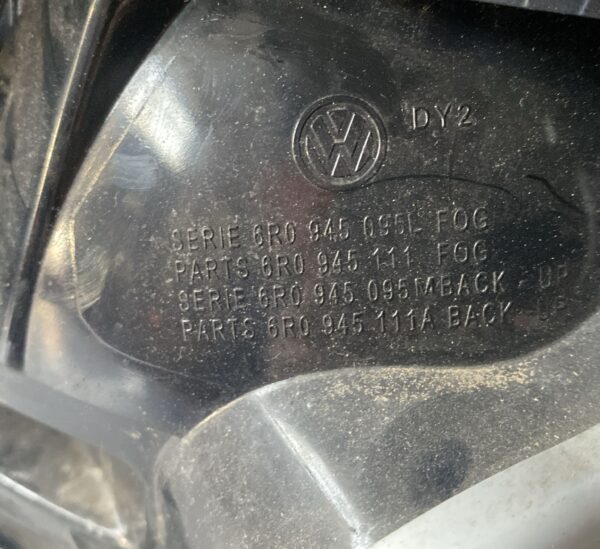 DY2
SERIE 6R0 945 095L FOG
PARTS 6R0 945 111 FOG
SERIE 6R0 945 095M BACK - UP
PARTS 6R0 945 111A BACK - UP